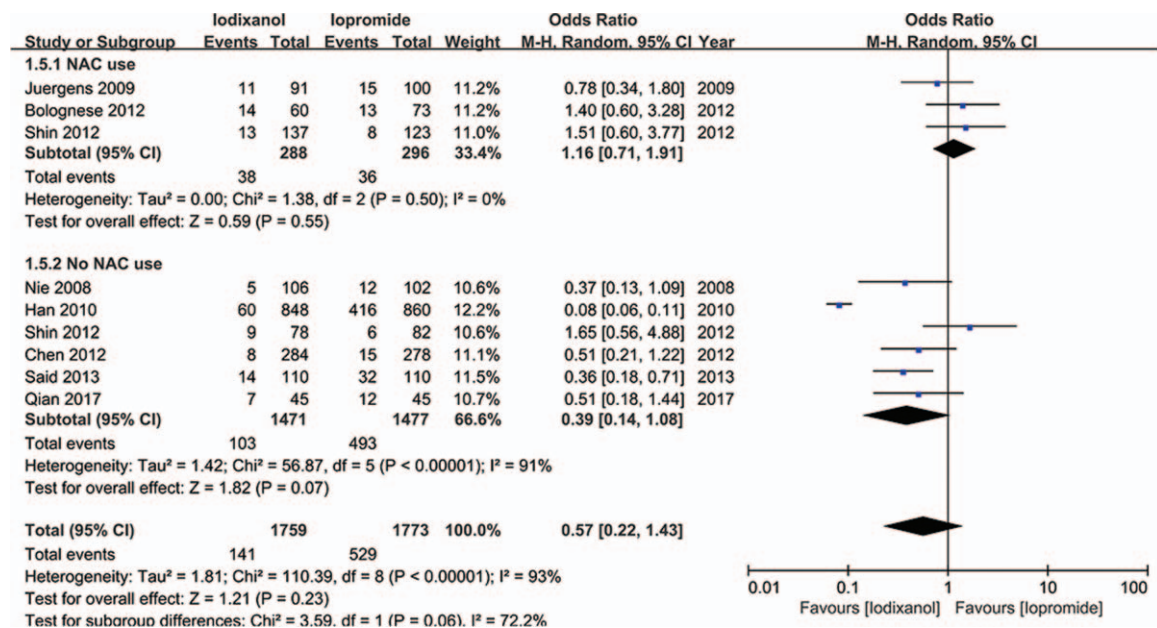 Iodixanol Iopromide Odds Ratio Odds Ratio
Study or Subgroup Events Total Events Total Weight M-H, Random, 95% CI Year M-H, Random, 95% CI
1.5.1 NAC use
Juergens 2009 11 91 15 100 11.2% 0.78 [0.34, 1.80] 2009
Bolognese 2012 14 60 13 73 11.2% 1.40 [0.60, 3.28] 2012
Shin 2012 13 137 8 123 11.0% 1.51 [0.60, 3.77] 2012
Subtotal (95% CI) 288 296 33.4% 1.16 [0.71, 1.91]
Total events 38 36
Heterogeneity: Tau² = 0.00; Chi² = 1.38, df = 2 (P = 0.50); I² = 0%
Test for overall effect: Z = 0.59 (P = 0.55)
1.5.2 No NAC use
Nie 2008 5 106 12 102 10.6% 0.37 [0.13, 1.09] 2008
Han 2010 60 848 416 860 12.2% 0.08 [0.06, 0.11] 2010
Shin 2012 9 78 6 82 10.6% 1.65 [0.56, 4.88] 2012
Chen 2012 8 284 15 278 11.1% 0.51 [0.21, 1.22] 2012
Said 2013 14 110 32 110 11.5% 0.36 [0.18, 0.71] 2013
Qian 2017 7 45 12 45 10.7% 0.51 [0.18, 1.44] 2017
Subtotal (95% CI) 1471 1477 66.6% 0.39 [0.14, 1.08]
Total events 103 493
Heterogeneity: Tau² = 1.42; Chi² = 56.87, df = 5 (P < 0.00001); I² = 91%
Test for overall effect: Z = 1.82 (P = 0.07)
Total (95% CI) 1759 1773 100.0% 0.57 [0.22, 1.43]
Total events 141 529
Heterogeneity: Tau² = 1.81; Chi² = 110.39, df = 8 (P < 0.00001); I² = 93%
Test for overall effect: Z = 1.21 (P = 0.23)
Test for subgroup differences: Chi² = 3.59, df = 1 (P = 0.06), I² = 72.2%
0.01 0.1 1 10 100
Favours [Iodixanol] Favours [Iopromide]